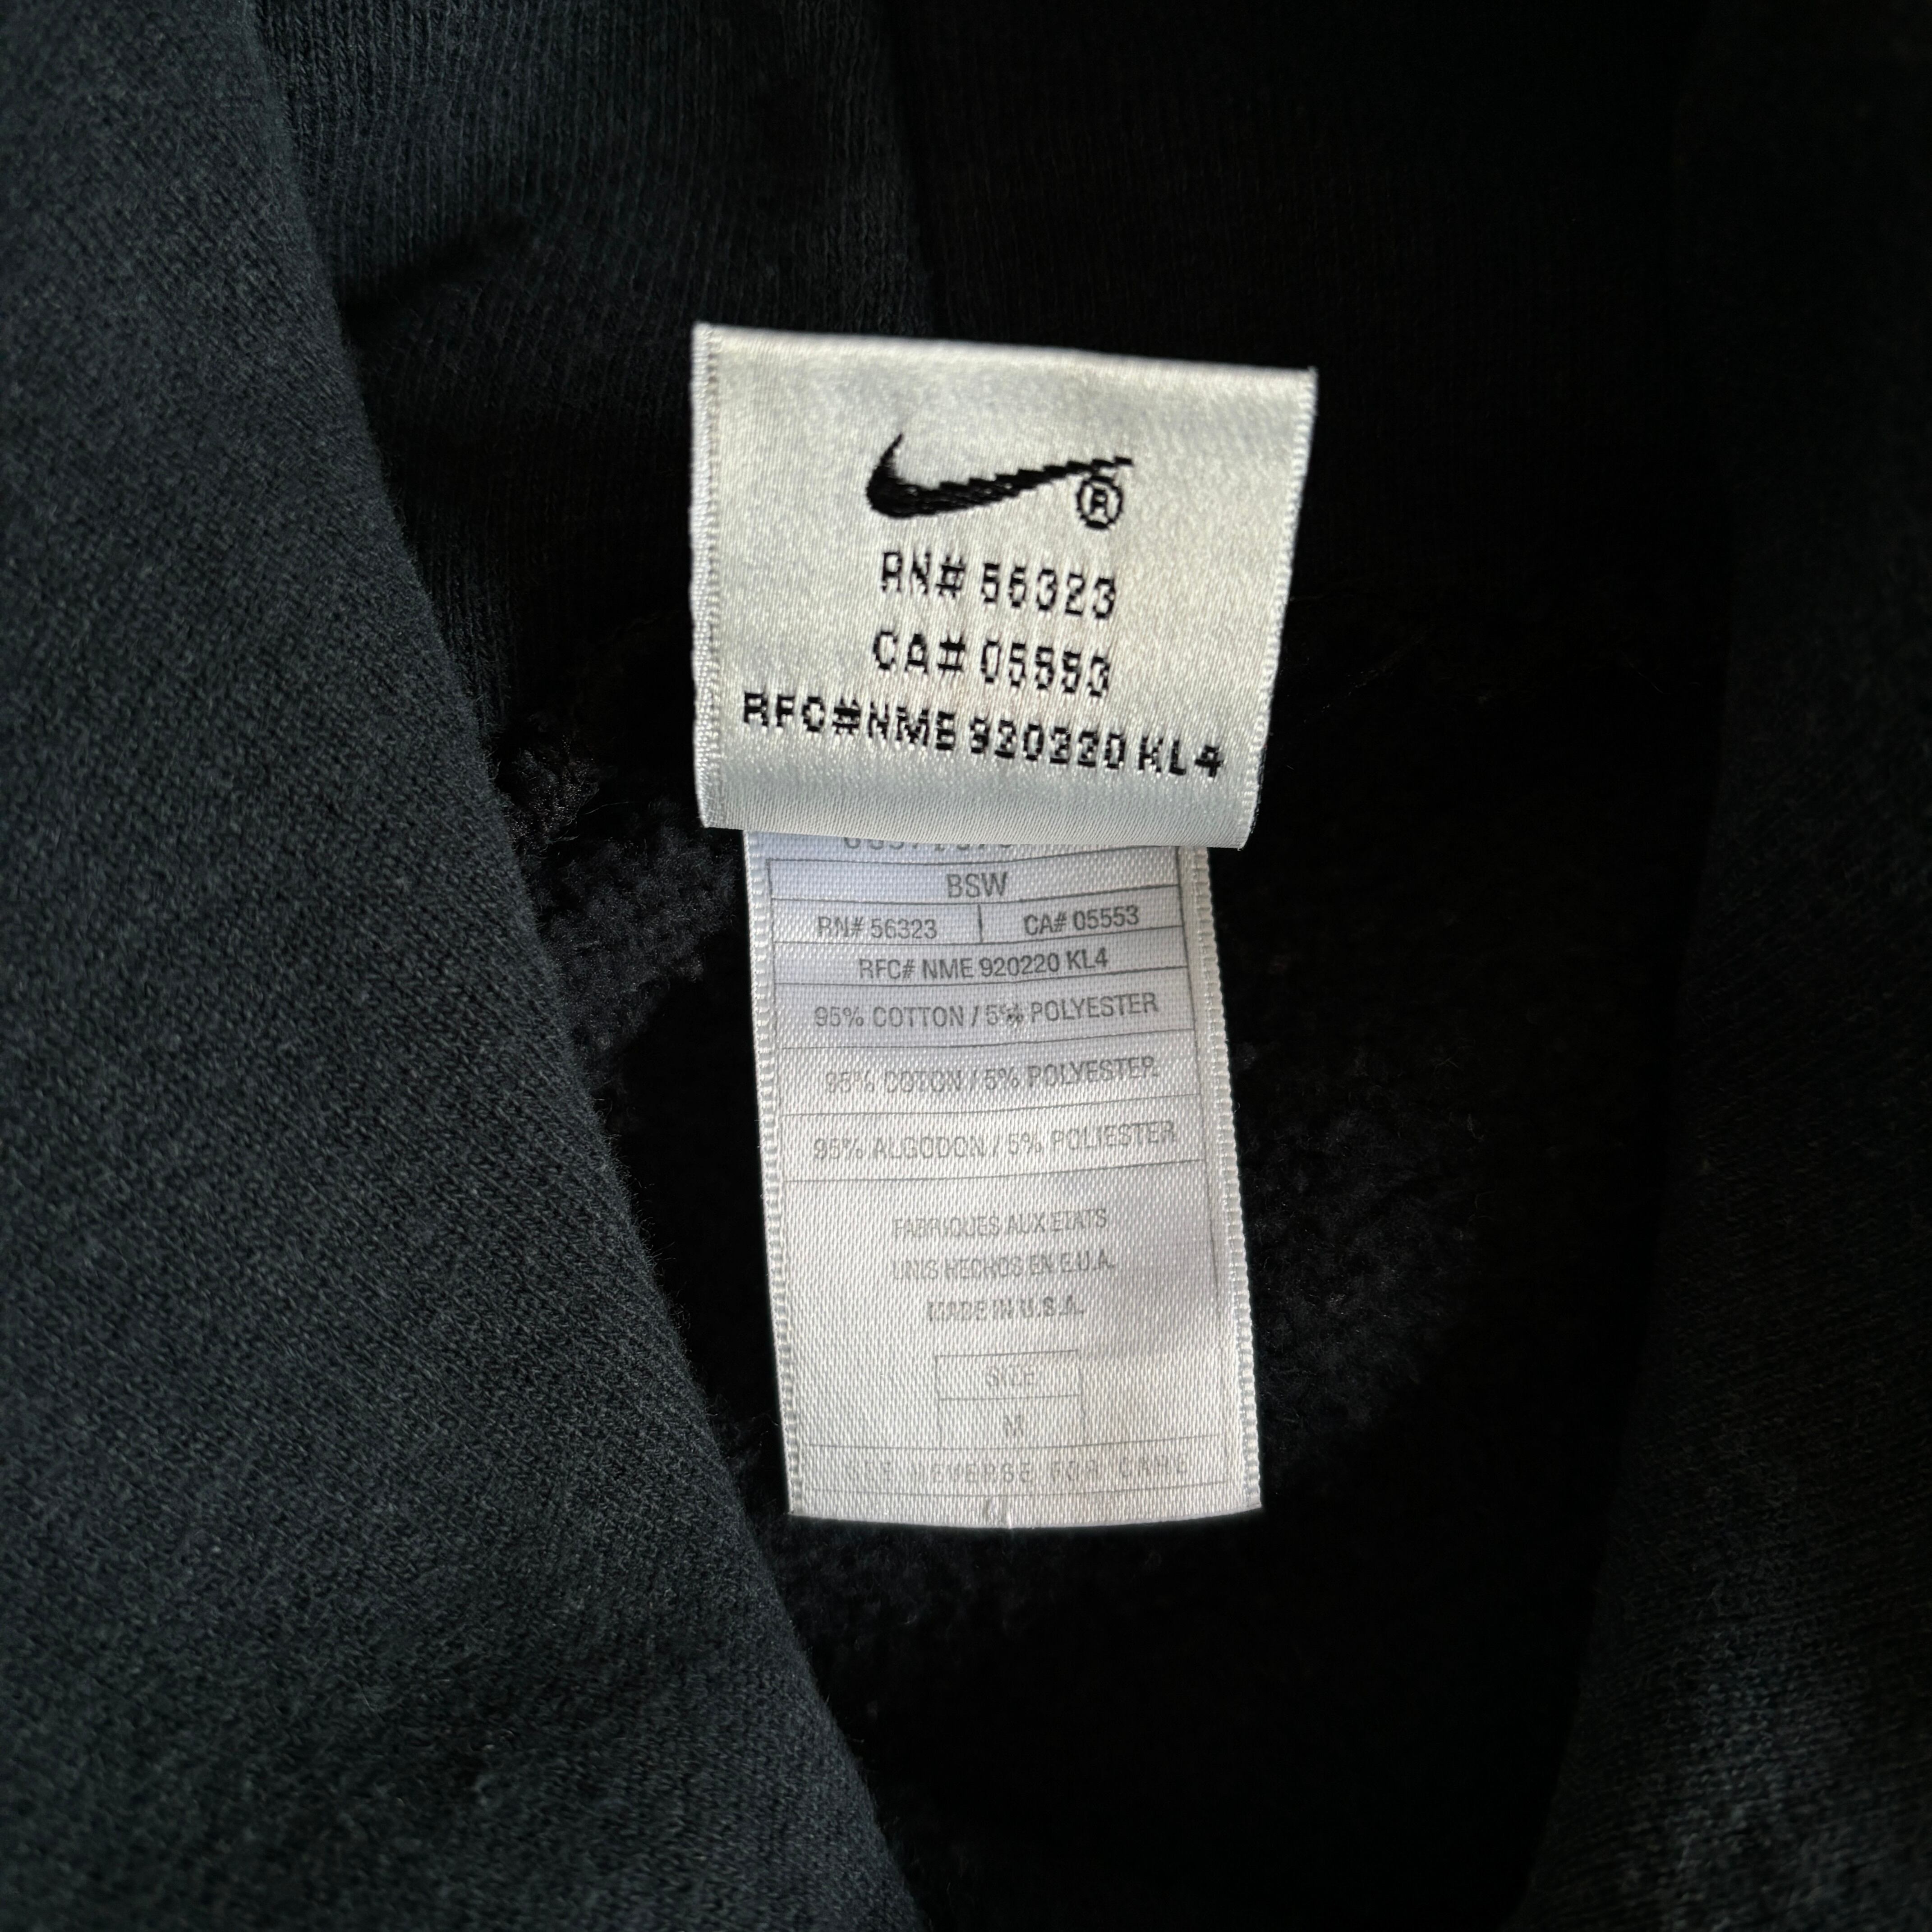 ®
RN# 56323
CA# 05553
RFC#NME 920220 KL4
BSW
RN# 56323 CA# 05553
RFC# NME 920220 KL4
95% COTTON / 5% POLYESTER
95% COTON / 5% POLYESTER
95% ALGODON / 5% POLIESTER
FABRIQUES AUX ETATS
UNIS HECHOS EN E.U.A.
MADE IN U.S.A.
SIZE
M
SEE REVERSE FOR CARE